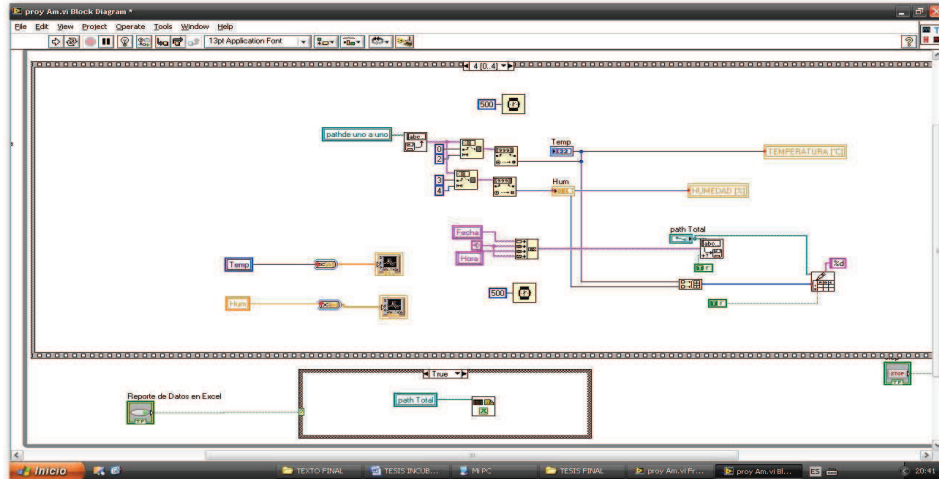 proy Am.vi Block Diagram *
File Edit View Project Operate Tools Window Help
13pt Application Font
4 [0..4]
500
pathde uno a uno
abc
0
2
Temp
TEMPERATURA [°C]
3
4
Hum
HUMEDAD [%]
Fecha
Hora
path Total
abc
Temp
%d
500
Hum
True
STOP
Reporte de Datos en Excel
path Total
Inicio
TEXTO FINAL
TESIS INCUB...
MI PC
TESIS FINAL
proy Am.vi Fr...
proy Am.vi Bl...
ES
20:41